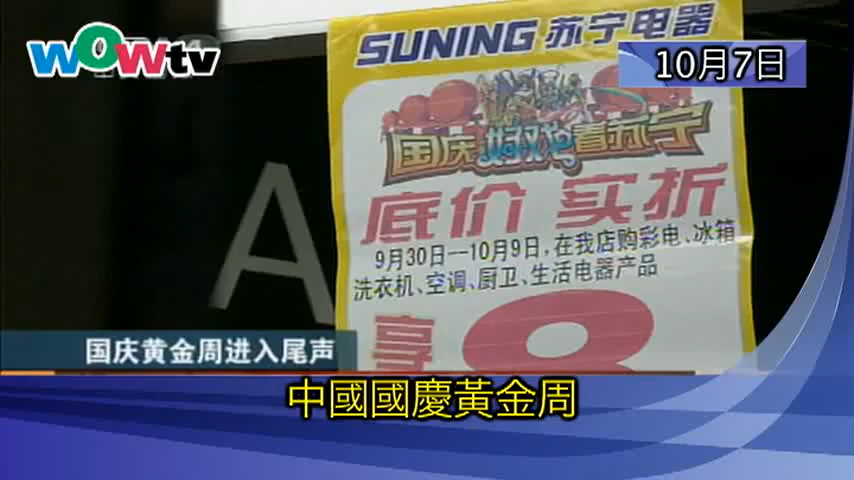 WOWtv
10月7日
SUNING 苏宁电器
国庆好戏看苏宁
底价 实折
9月30日—10月9日,在我店购彩电、冰箱
洗衣机、空调、厨卫、生活电器产品
享8
A
国庆黄金周进入尾声
中國國慶黃金周